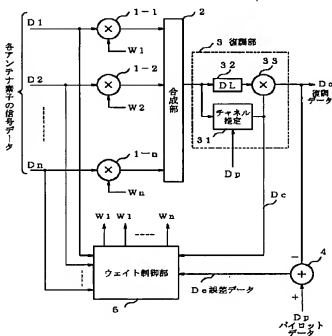 各アンテナ素子の信号データ
D1
1-1
W1
D2
1-2
W2
Dn
1-n
Wn
2
合成部
3 復調部
32
DL
33
チャネル推定
31
Dp
Do
復調データ
Dc
W1 W1 Wn
ウェイト制御部
5
De誤差データ
−
4
+
+
Dp
パイロットデータ